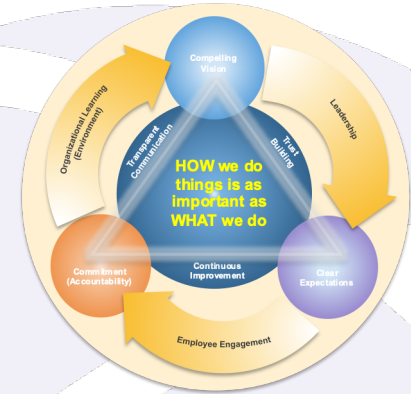 Compelling
Vision
Leadership
Organizational Learning
(Environment)
Transparent
Communication
Trust
Building
HOW we do
things is as
important as
WHAT we do
Commitment
(Accountability)
Continuous
Improvement
Clear
Expectations
Employee Engagement